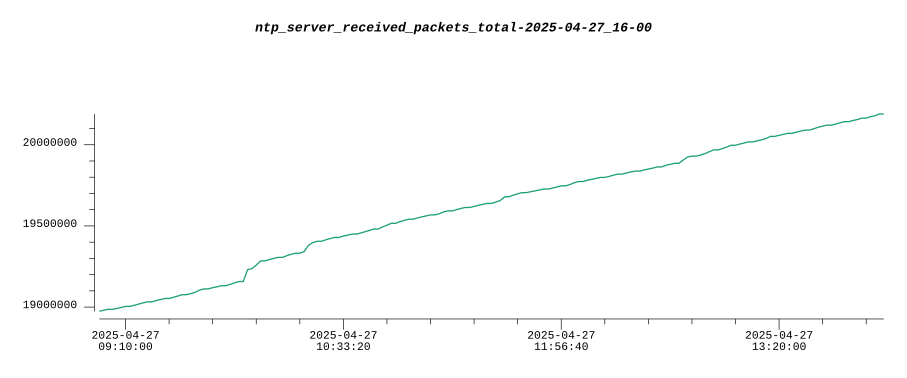 ntp_server_received_packets_total-2025-04-27_16-00
20000000
19500000
19000000
2025-04-27 2025-04-27 2025-04-27 2025-04-27
09:10:00 10:33:20 11:56:40 13:20:00